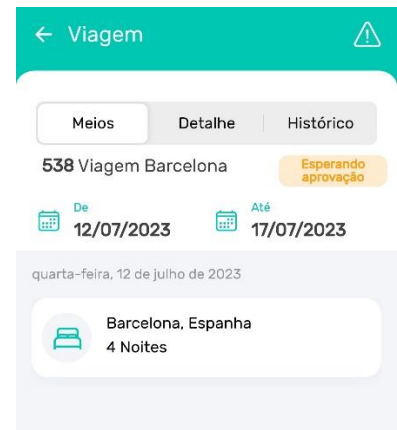 Viagem
Meios Detalhe Histórico
538 Viagem Barcelona
Esperando
aprovação
De
12/07/2023
Até
17/07/2023
quarta-feira, 12 de julho de 2023
Barcelona, Espanha
4 Noites